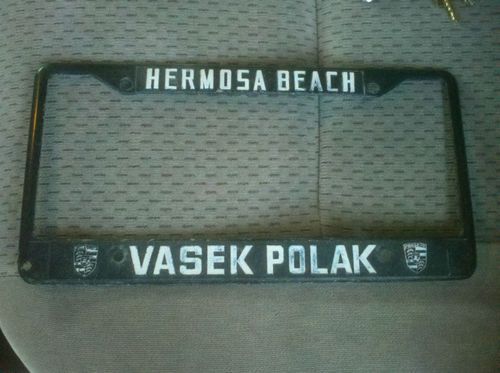 HERMOSA BEACH
VASEK POLAK